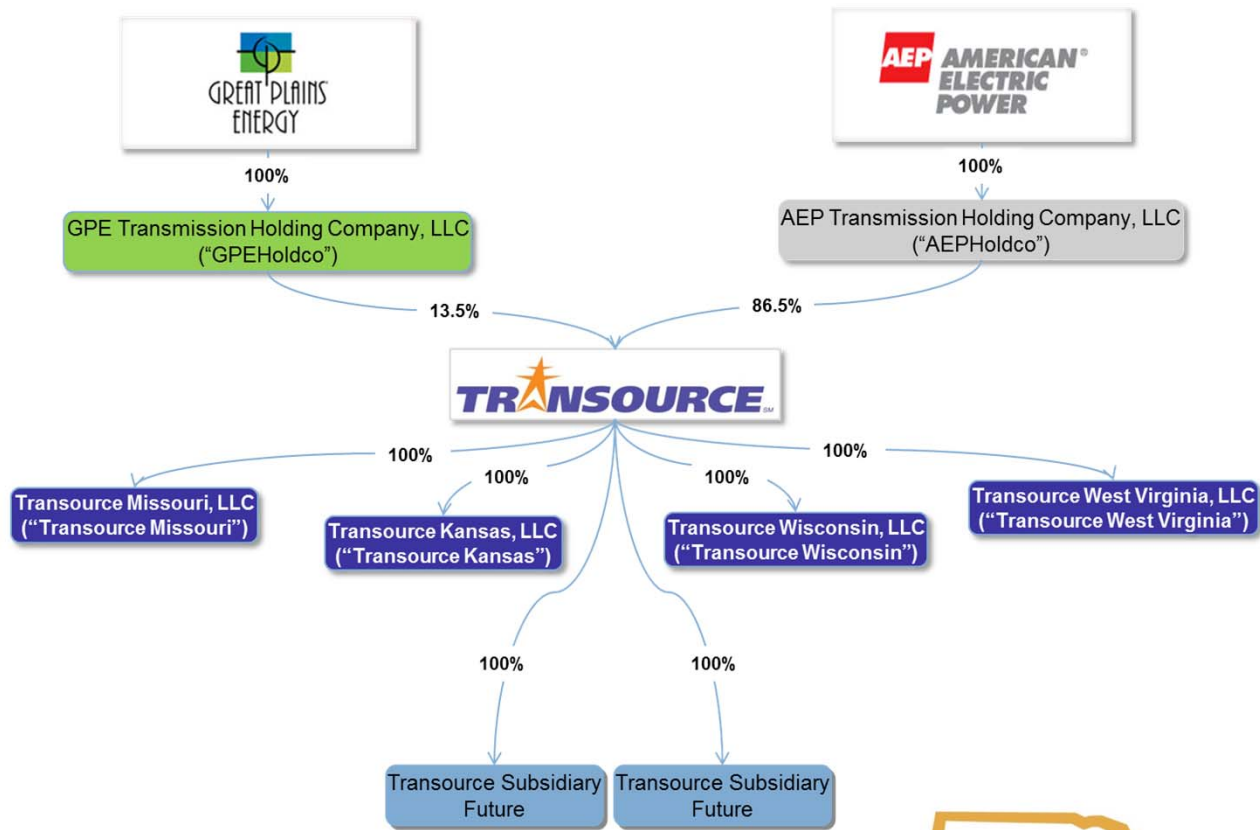 GREAT PLAINS
ENERGY
AEP AMERICAN®
ELECTRIC
POWER
100%
100%
GPE Transmission Holding Company, LLC
(“GPEHoldco”)
AEP Transmission Holding Company, LLC
(“AEPHoldco”)
13.5%
86.5%
TRANSOURCE SM
100%
100%
100%
100%
Transource Missouri, LLC
(“Transource Missouri”)
Transource Kansas, LLC
(“Transource Kansas”)
Transource Wisconsin, LLC
(“Transource Wisconsin”)
Transource West Virginia, LLC
(“Transource West Virginia”)
100%
100%
Transource Subsidiary
Future
Transource Subsidiary
Future